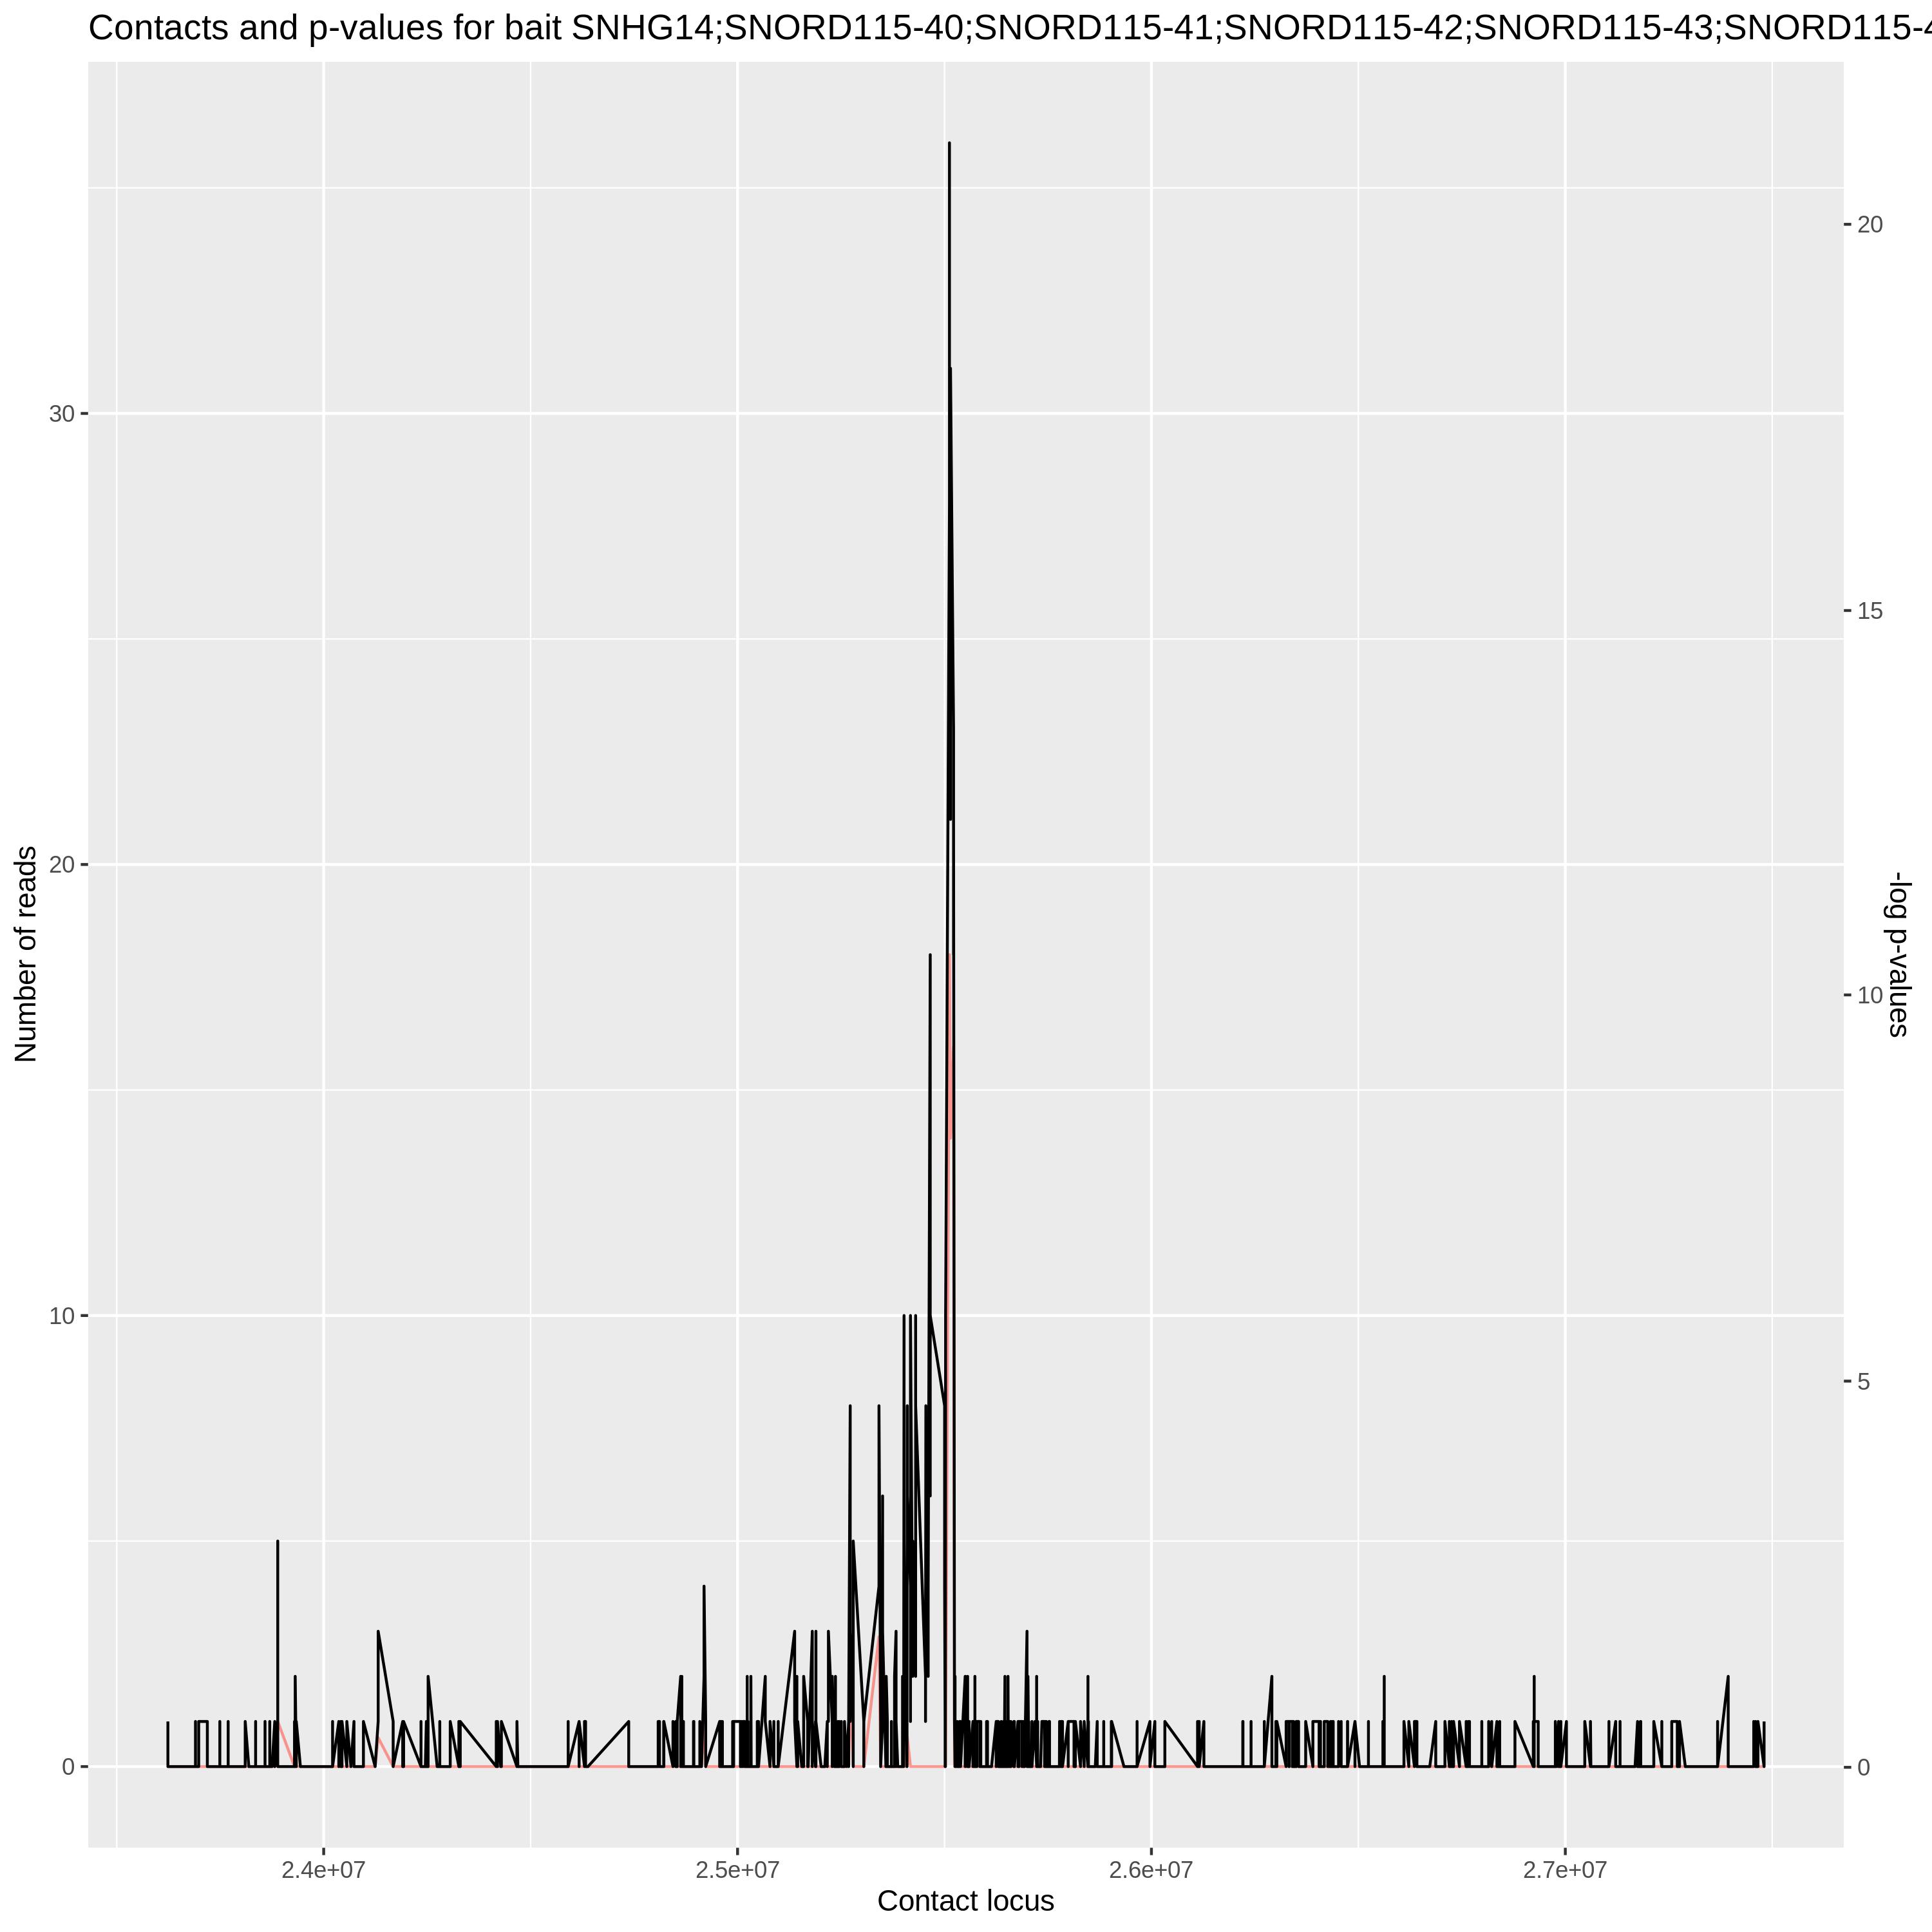 Contacts and p-values for bait SNHG14;SNORD115-40;SNORD115-41;SNORD115-42;SNORD115-43;SNORD115-4
Number of reads
30
20
10
0
20
15
10
5
0
-log p-values
2.4e+07 2.5e+07 2.6e+07 2.7e+07
Contact locus